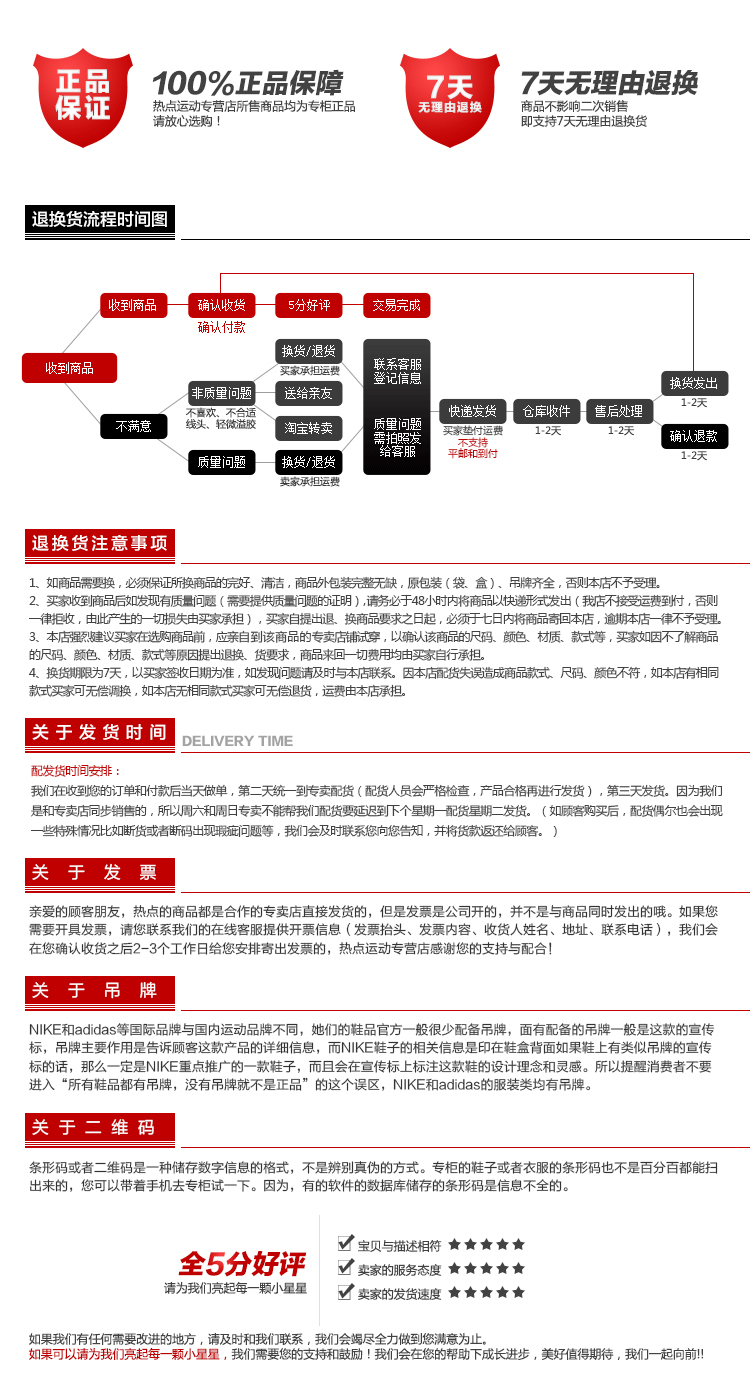 正品
保证
100%正品保障
热点运动专营店所售商品均为专柜正品
请放心选购！
7天
无理由退换
7天无理由退换
商品不影响二次销售
即支持7天无理由退换货
退换货流程时间图
收到商品
确认收货
5分好评
交易完成
确认付款
收到商品
换货/退货
买家承担运费
非质量问题
不喜欢、不合适
线头、轻微溢胶
送给亲友
不满意
淘宝转卖
质量问题
换货/退货
卖家承担运费
联系客服
登记信息
质量问题
需拍照发
给客服
快递发货
买家垫付运费
不支持
平邮和到付
仓库收件
1-2天
售后处理
1-2天
换货发出
1-2天
确认退款
1-2天
退换货注意事项
1、如商品需要换，必须保证所换商品的完好、清洁，商品外包装完整无缺，原包装（袋、盒）、吊牌齐全，否则本店不予受理。
2、买家收到商品后如发现有质量问题（需要提供质量问题的证明）,请务必于48小时内将商品以快递形式发出（我店不接受运费到付，否则
一律拒收，由此产生的一切损失由买家承担），买家自提出退、换商品要求之日起，必须于七日内将商品寄回本店，逾期本店一律不予受理。
3、本店强烈建议买家在选购商品前，应亲自到该商品的专卖店铺试穿，以确认该商品的尺码、颜色、材质、款式等，买家如因不了解商品
的尺码、颜色、材质、款式等原因提出退换、货要求，商品来回一切费用均由买家自行承担。
4、换货期限为7天，以买家签收日期为准，如发现问题请及时与本店联系。因本店配货失误造成商品款式、尺码、颜色不符，如本店有相同
款式买家可无偿调换，如本店无相同款式买家可无偿退货，运费由本店承担。
关于发货时间
DELIVERY TIME
配发货时间安排：
我们在收到您的订单和付款后当天做单，第二天统一到专卖配货（配货人员会严格检查，产品合格再进行发货），第三天发货。因为我们
是和专卖店同步销售的，所以周六和周日专卖不能帮我们配货要延迟到下个星期一配货星期二发货。（如顾客购买后，配货偶尔也会出现
一些特殊情况比如断货或者断码出现瑕疵问题等，我们会及时联系您向您告知，并将货款返还给顾客。）
关于发票
亲爱的顾客朋友，热点的商品都是合作的专卖店直接发货的，但是发票是公司开的，并不是与商品同时发出的哦。如果您
需要开具发票，请您联系我们的在线客服提供开票信息（发票抬头、发票内容、收货人姓名、地址、联系电话），我们会
在您确认收货之后2-3个工作日给您安排寄出发票的，热点运动专营店感谢您的支持与配合！
关于吊牌
NIKE和adidas等国际品牌与国内运动品牌不同，她们的鞋品官方一般很少配备吊牌，面有配备的吊牌一般是这款的宣传
标，吊牌主要作用是告诉顾客这款产品的详细信息，而NIKE鞋子的相关信息是印在鞋盒背面如果鞋上有类似吊牌的宣传
标的话，那么一定是NIKE重点推广的一款鞋子，而且会在宣传标上标注这款鞋的设计理念和灵感。所以提醒消费者不要
进入“所有鞋品都有吊牌，没有吊牌就不是正品”的这个误区，NIKE和adidas的服装类均有吊牌。
关于二维码
条形码或者二维码是一种储存数字信息的格式，不是辨别真伪的方式。专柜的鞋子或者衣服的条形码也不是百分百都能扫
出来的，您可以带着手机去专柜试一下。因为，有的软件的数据库储存的条形码是信息不全的。
全5分好评
请为我们亮起每一颗小星星
宝贝与描述相符 ★★★★★
卖家的服务态度 ★★★★★
卖家的发货速度 ★★★★★
如果我们有任何需要改进的地方，请及时和我们联系，我们会竭尽全力做到您满意为止。
如果可以请为我们亮起每一颗小星星，我们需要您的支持和鼓励！我们会在您的帮助下成长进步，美好值得期待，我们一起向前!!